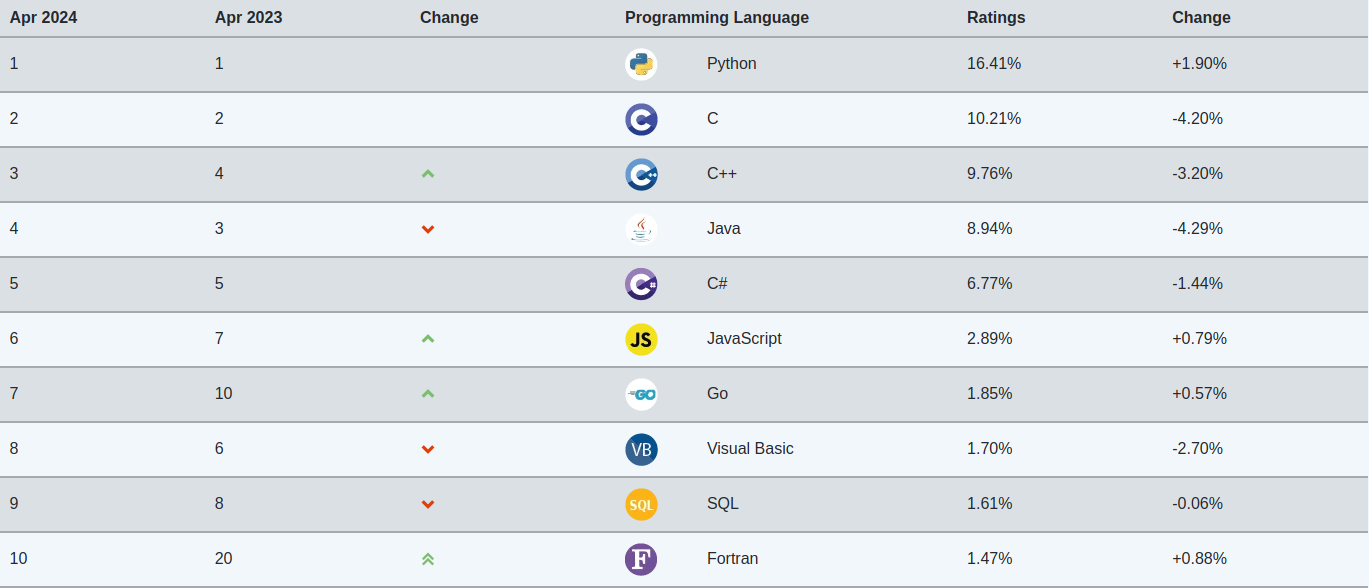 Apr 2024 Apr 2023 Change Programming Language Ratings Change
1 1 Python 16.41% +1.90%
2 2 C C 10.21% -4.20%
3 4 C++ C++ 9.76% -3.20%
4 3 Java 8.94% -4.29%
5 5 C# C# 6.77% -1.44%
6 7 JS JavaScript 2.89% +0.79%
7 10 GO Go 1.85% +0.57%
8 6 VB Visual Basic 1.70% -2.70%
9 8 SQL SQL 1.61% -0.06%
10 20 F Fortran 1.47% +0.88%